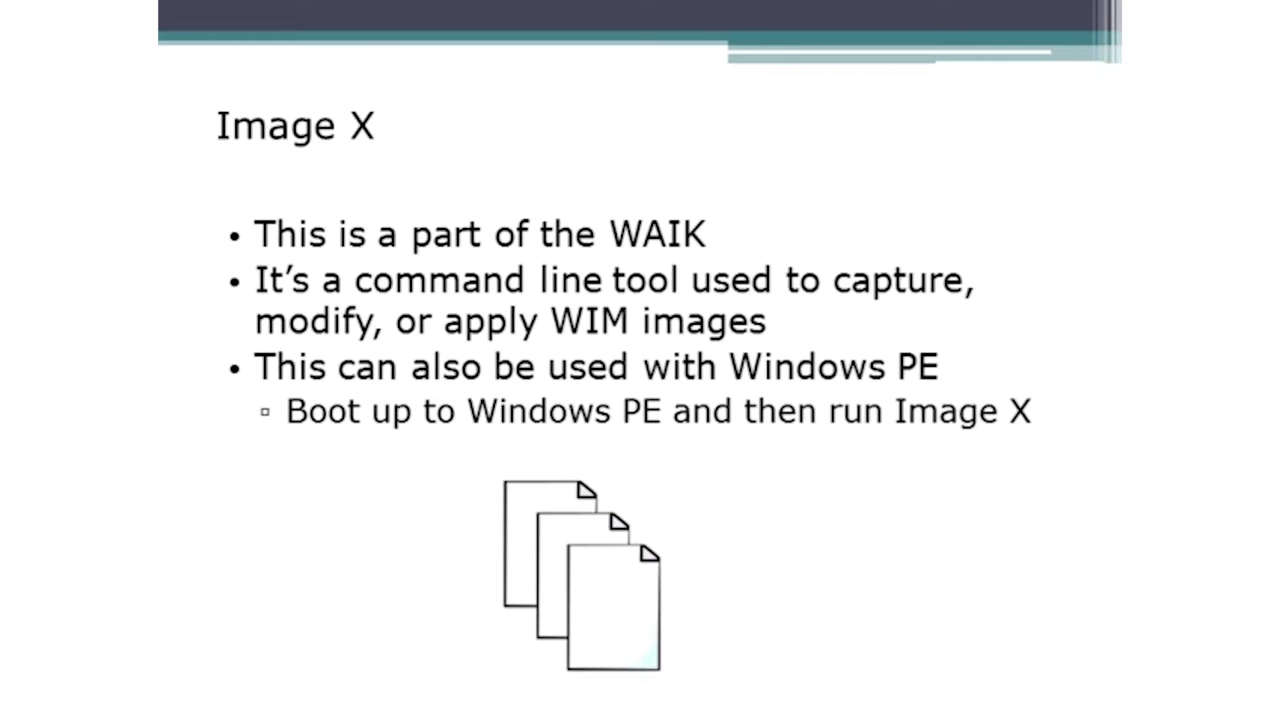 Image X
• This is a part of the WAIK
• It’s a command line tool used to capture,
modify, or apply WIM images
• This can also be used with Windows PE
▫ Boot up to Windows PE and then run Image X